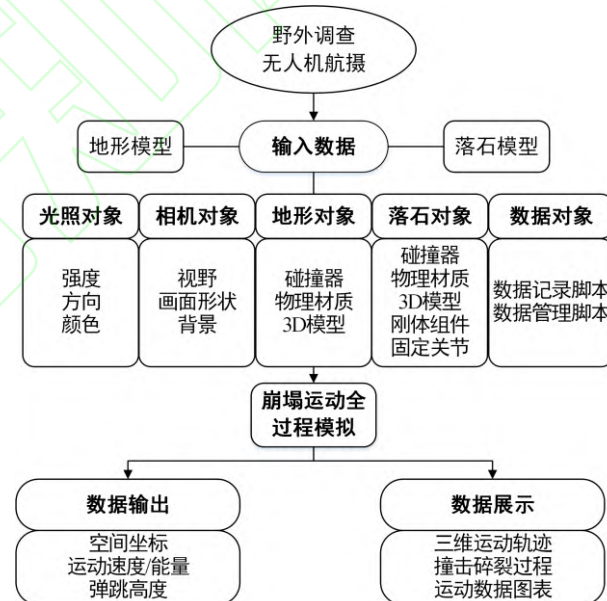 野外调查
无人机航摄
地形模型
输入数据
落石模型
光照对象
相机对象
地形对象
落石对象
数据对象
强度
方向
颜色
视野
画面形状
背景
碰撞器
物理材质
3D模型
碰撞器
物理材质
3D模型
刚体组件
固定关节
数据记录脚本
数据管理脚本
崩塌运动全
过程模拟
数据输出
数据展示
空间坐标
运动速度/能量
弹跳高度
三维运动轨迹
撞击碎裂过程
运动数据图表